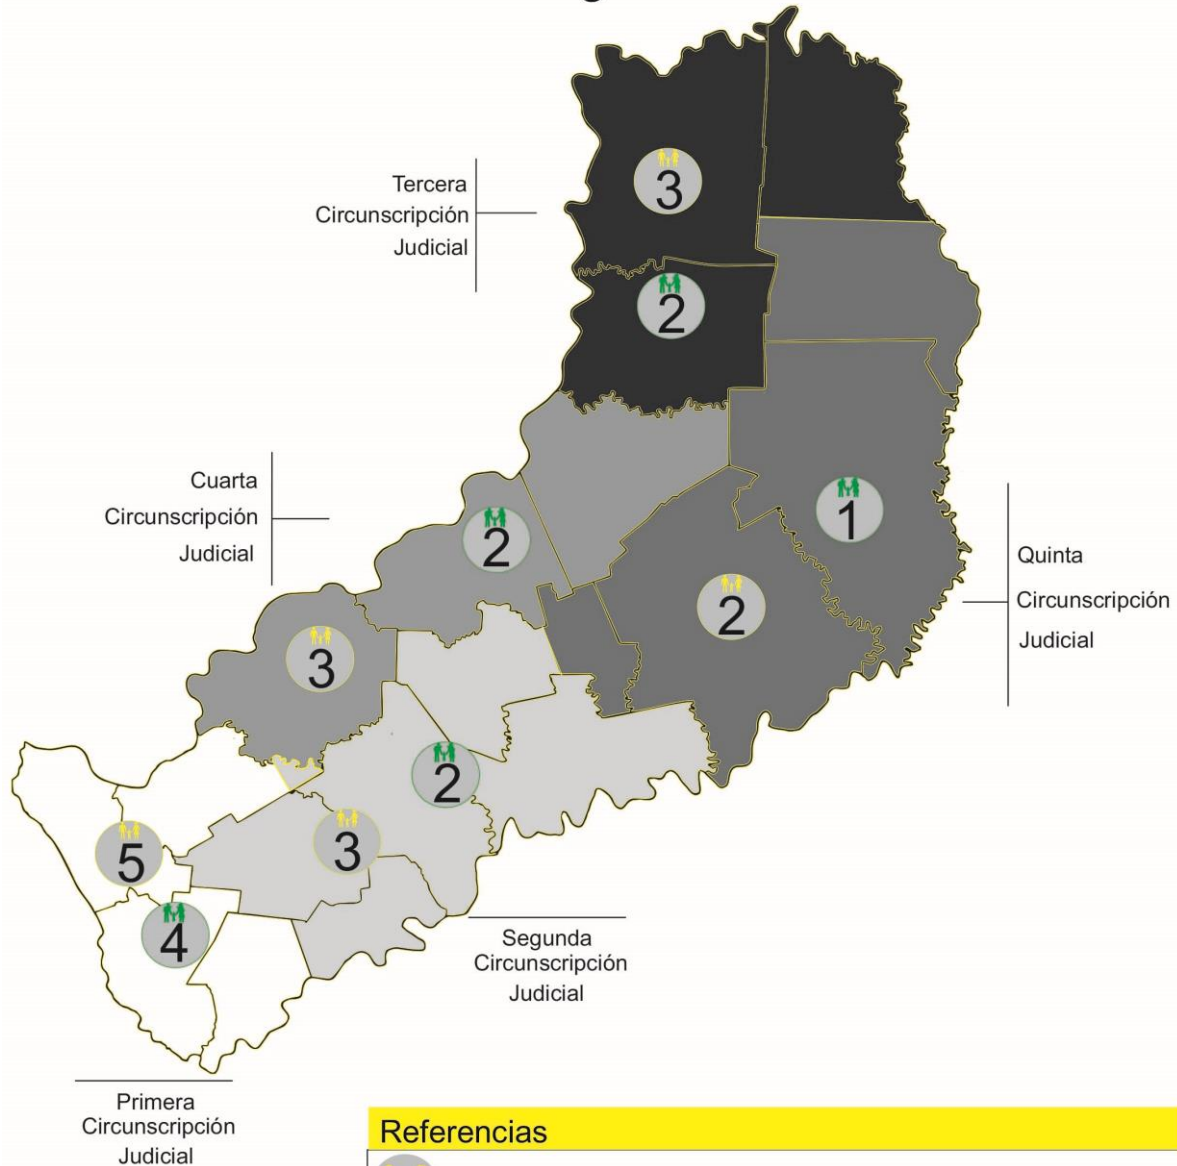 3
Tercera
Circunscripción
Judicial
2
Cuarta
Circunscripción
Judicial
2
1
Quinta
Circunscripción
Judicial
2
3
2
3
5
4
Segunda
Circunscripción
Judicial
Primera
Circunscripción
Judicial
Referencias